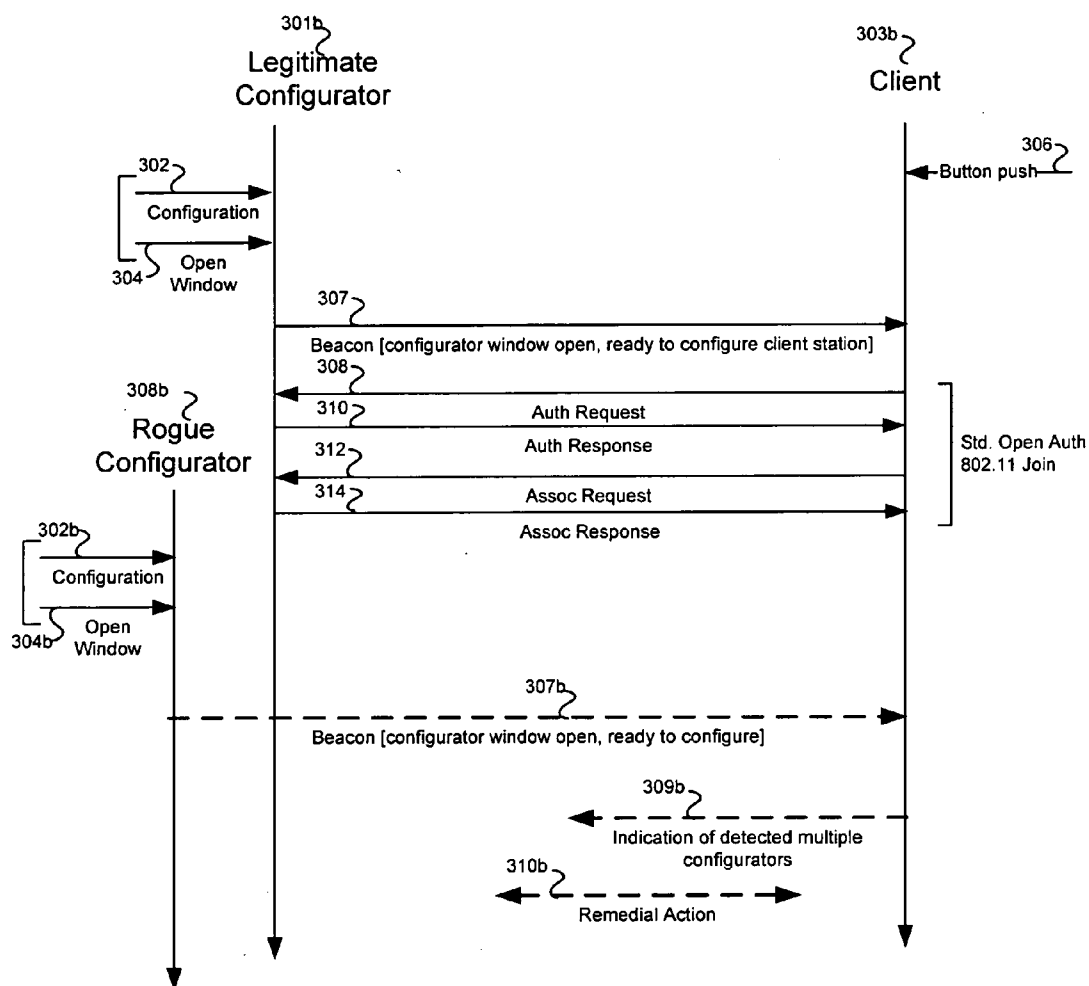 301b
Legitimate
Configurator
303b
Client
306
Button push
302
Configuration
304
Open
Window
307
Beacon [configurator window open, ready to configure client station]
308
Auth Request
308b
Rogue
Configurator
310
Auth Response
312
Assoc Request
314
Assoc Response
Std. Open Auth
802.11 Join
302b
Configuration
304b
Open
Window
307b
Beacon [configurator window open, ready to configure]
309b
Indication of detected multiple
configurators
310b
Remedial Action